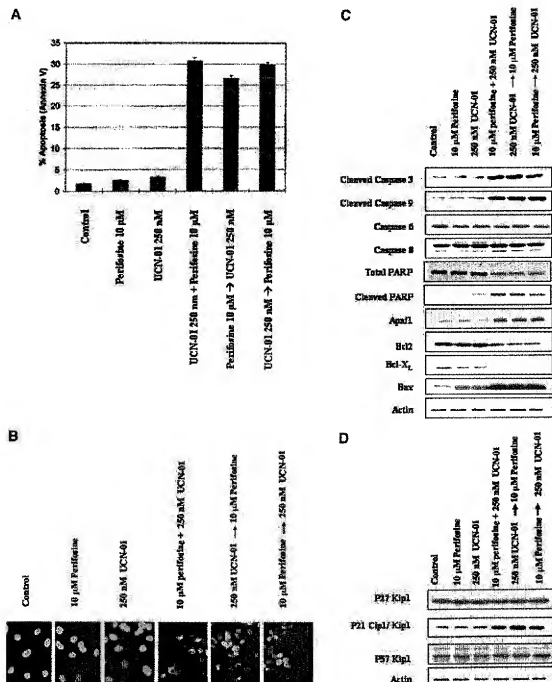 A
% Apoptosis (Annexin V)
35
30
25
20
15
10
5
0
Control
Perifosine 10 µM
UCN-01 250 nM
UCN-01 250 nm + Perifosine 10 µM
Perifosine 10 µM → UCN-01 250 nM
UCN-01 250 nM → Perifosine 10 µM
B
Control
10 µM Perifosine
250 nM UCN-01
10 µM perifosine + 250 nM UCN-01
250 nM UCN-01 → 10 µM Perifosine
10 µM Perifosine → 250 nM UCN-01
C
Control
10 µM Perifosine
250 nM UCN-01
10 µM perifosine + 250 nM UCN-01
250 nM UCN-01 → 10 µM Perifosine
10 µM Perifosine → 250 nM UCN-01
Cleaved Caspase 3
Cleaved Caspase 9
Caspase 6
Caspase 8
Total PARP
Cleaved PARP
Apaf1
Bcl2
Bcl-XL
Bax
Actin
D
Control
10 µM Perifosine
250 nM UCN-01
10 µM perifosine + 250 nM UCN-01
250 nM UCN-01 → 10 µM Perifosine
10 µM Perifosine → 250 nM UCN-01
P27 Kip1
P21 Cip1/ Kip1
P57 Kip1
Actin